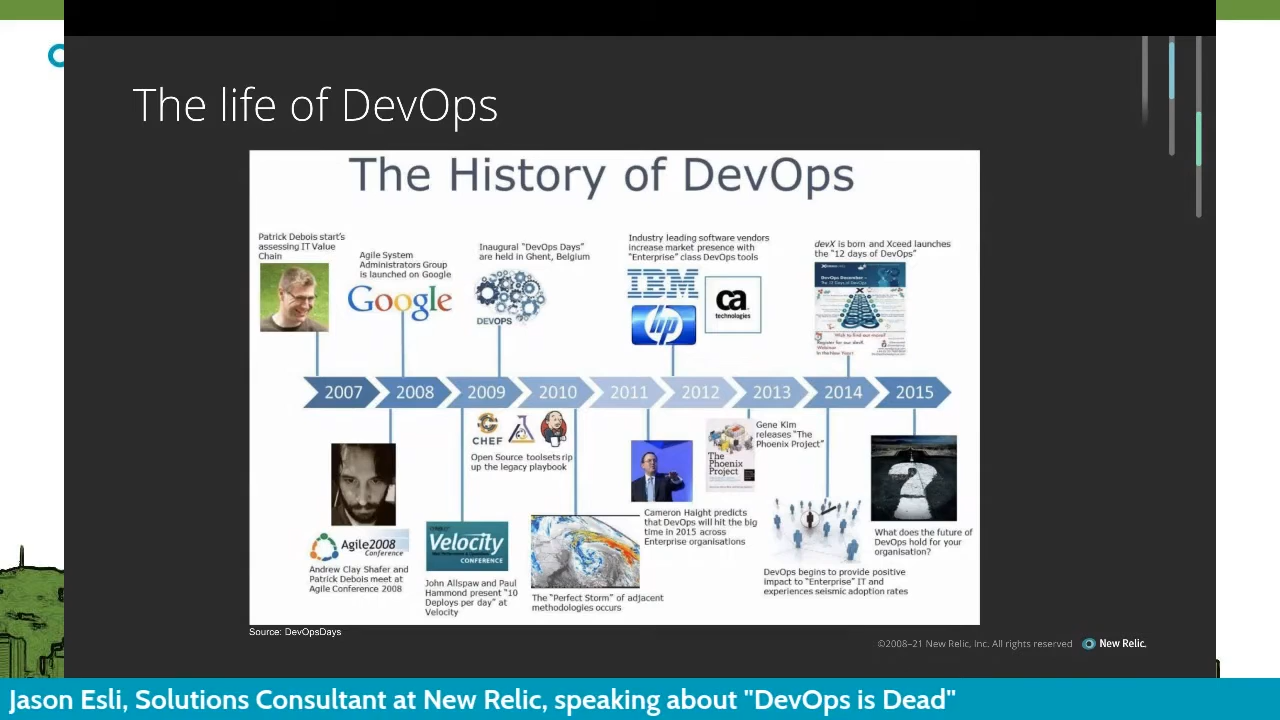 The life of DevOps
The History of DevOps
Patrick Debois start's
assessing IT Value
Chain
Agile System
Administrators Group
is launched on Google
Google
Inaugural "DevOps Days"
are held in Ghent, Belgium
DEVOPS
Industry leading software vendors
increase market presence with
"Enterprise" class DevOps tools
IBM
hp
ca
technologies
devX is born and Xceed launches
the "12 days of DevOps"
2007
2008
2009
2010
2011
2012
2013
2014
2015
Agile2008
Conference
Andrew Clay Shafer and
Patrick Debois meet at
Agile Conference 2008
Velocity
CONFERENCE
John Allspaw and Paul
Hammond present "10
Deploys per day" at
Velocity
CHEF
Open Source toolsets rip
up the legacy playbook
The "Perfect Storm" of adjacent
methodologies occurs
Cameron Haight predicts
that DevOps will hit the big
time in 2015 across
Enterprise organisations
The
Phoenix
Project
Gene Kim
releases "The
Phoenix Project"
DevOps begins to provide positive
impact to "Enterprise" IT and
experiences seismic adoption rates
?
What does the future of
DevOps hold for your
organisation?
Source: DevOpsDays
©2008–21 New Relic, Inc. All rights reserved
New Relic.
Jason Esli, Solutions Consultant at New Relic, speaking about "DevOps is Dead"